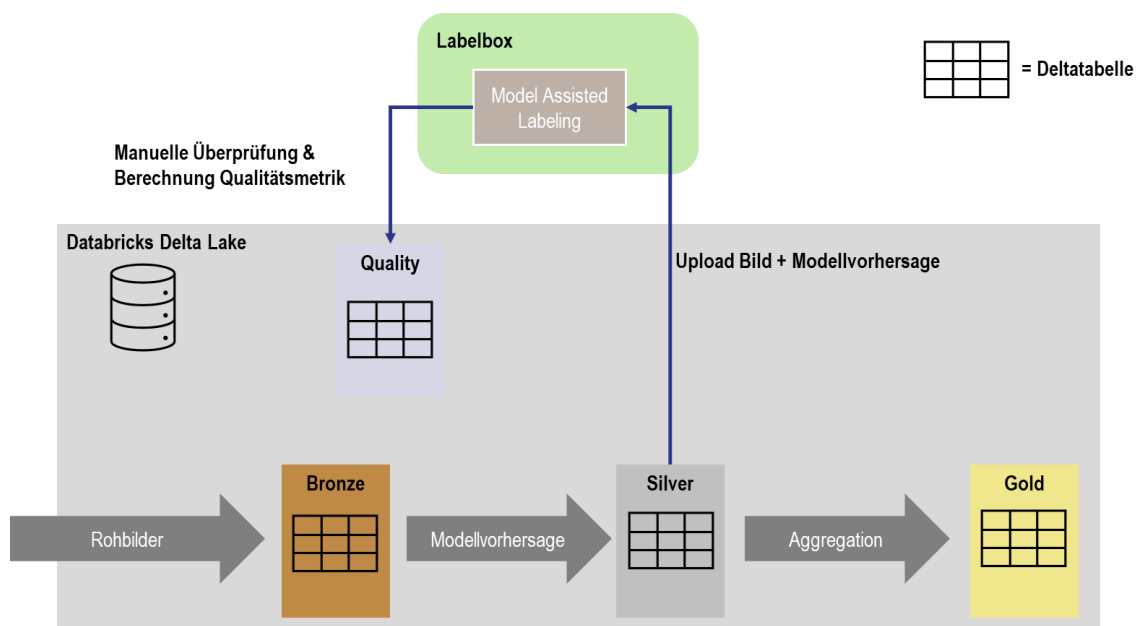 Labelbox
Model Assisted
Labeling
= Deltatabelle
Manuelle Überprüfung &
Berechnung Qualitätsmetrik
Databricks Delta Lake
Quality
Upload Bild + Modellvorhersage
Bronze
Silver
Gold
Rohbilder
Modellvorhersage
Aggregation